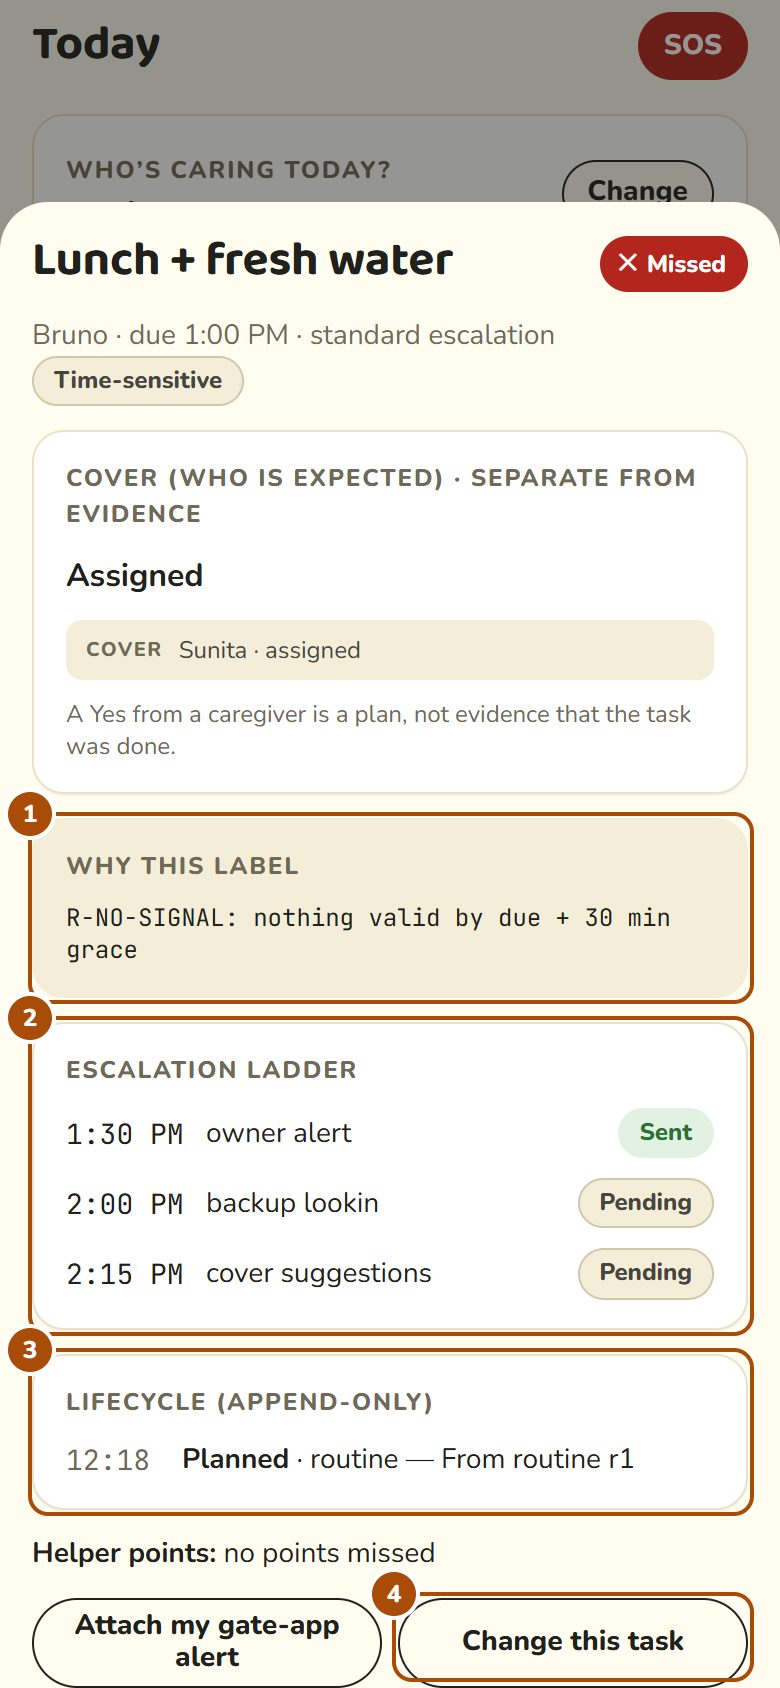 Today
SOS
WHO'S CARING TODAY?
Change
Lunch + fresh water
✕ Missed
Bruno · due 1:00 PM · standard escalation
Time-sensitive
COVER (WHO IS EXPECTED) · SEPARATE FROM
EVIDENCE
Assigned
COVER Sunita · assigned
A Yes from a caregiver is a plan, not evidence that the task
was done.
1
WHY THIS LABEL
R-NO-SIGNAL: nothing valid by due + 30 min
grace
2
ESCALATION LADDER
1:30 PM owner alert Sent
2:00 PM backup lookin Pending
2:15 PM cover suggestions Pending
3
LIFECYCLE (APPEND-ONLY)
12:18 Planned · routine — From routine r1
Helper points: no points missed
Attach my gate-app
alert
4
Change this task